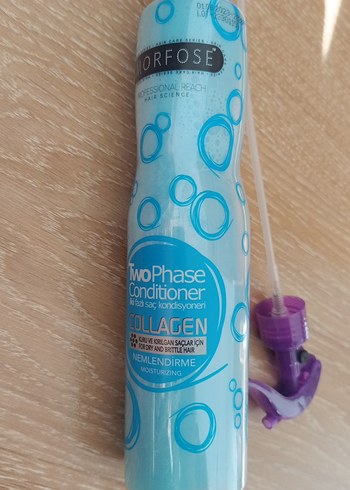 MORFOSE
PROFESSIONAL REACH
HAIR SCIENCE
TwoPhase
Conditioner
İki fazlı saç kondisyoneri
COLLAGEN
KURU VE KIRILGAN SAÇLAR İÇİN
FOR DRY AND BRITTLE HAIR
NEMLENDİRME
MOISTURIZING